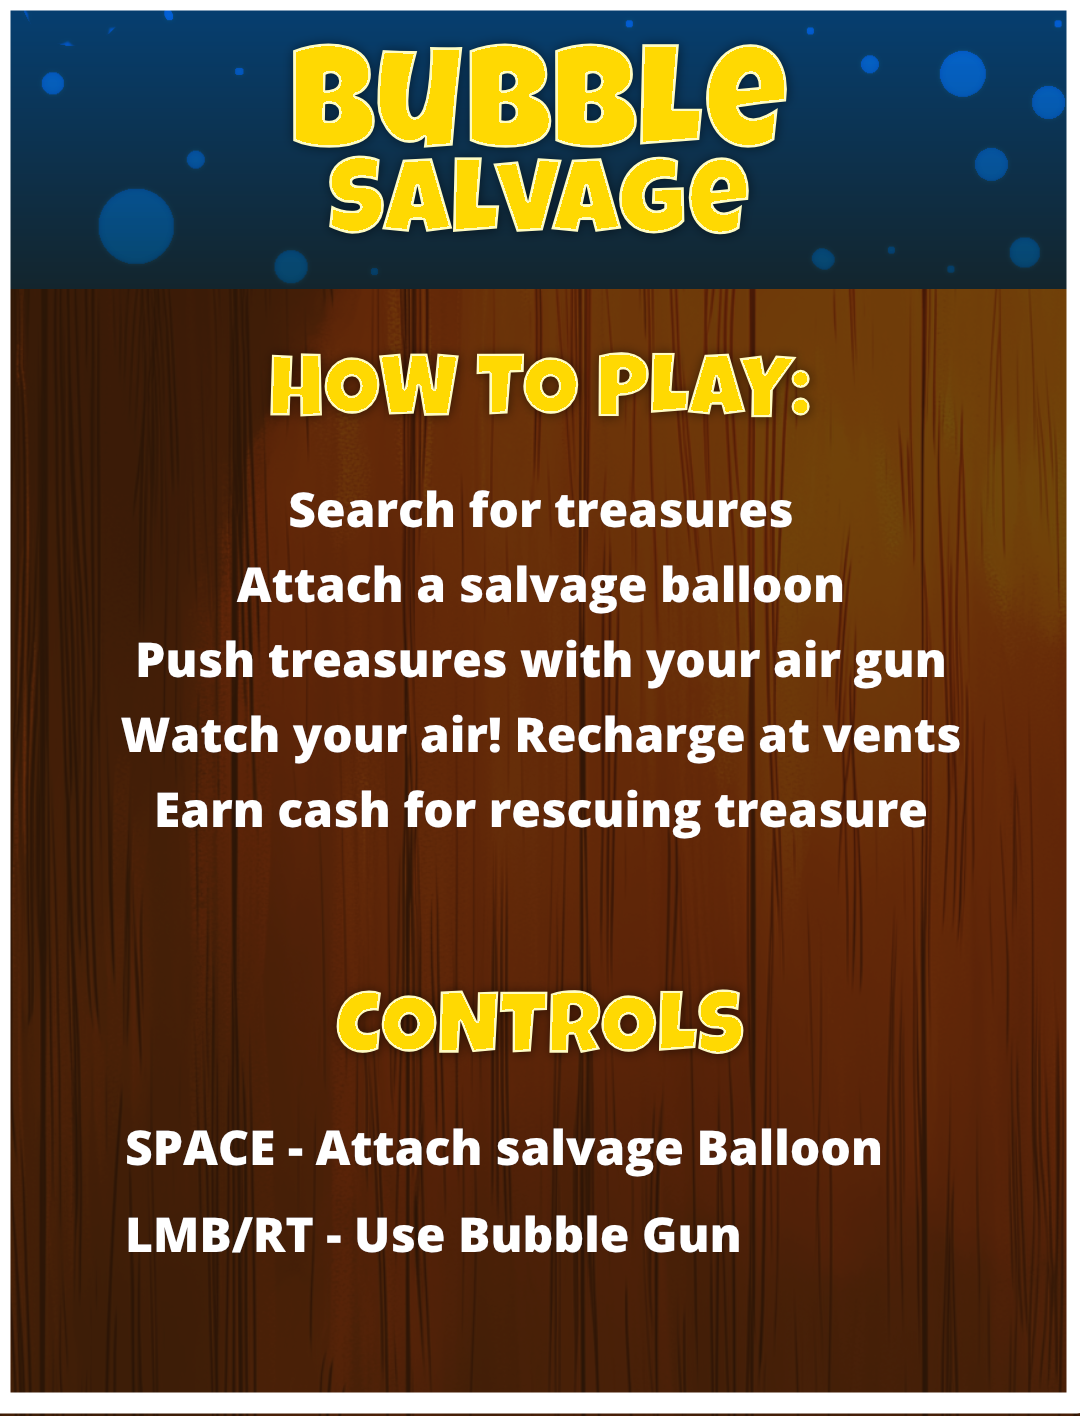 BUBBLE
SALVAGE
HOW TO PLAY:
Search for treasures
Attach a salvage balloon
Push treasures with your air gun
Watch your air! Recharge at vents
Earn cash for rescuing treasure
CONTROLS
SPACE - Attach salvage Balloon
LMB/RT - Use Bubble Gun